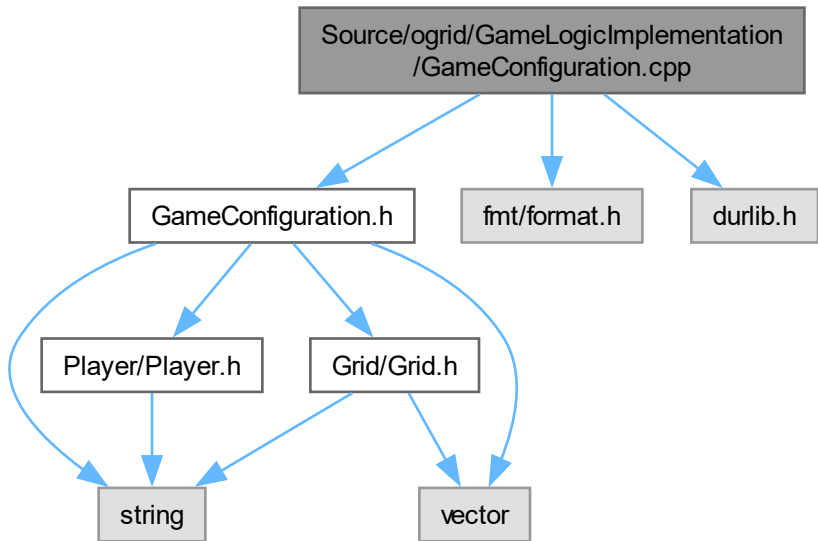 Source/ogrid/GameLogicImplementation
/GameConfiguration.cpp
GameConfiguration.h
fmt/format.h
durlib.h
Player/Player.h
Grid/Grid.h
string
vector